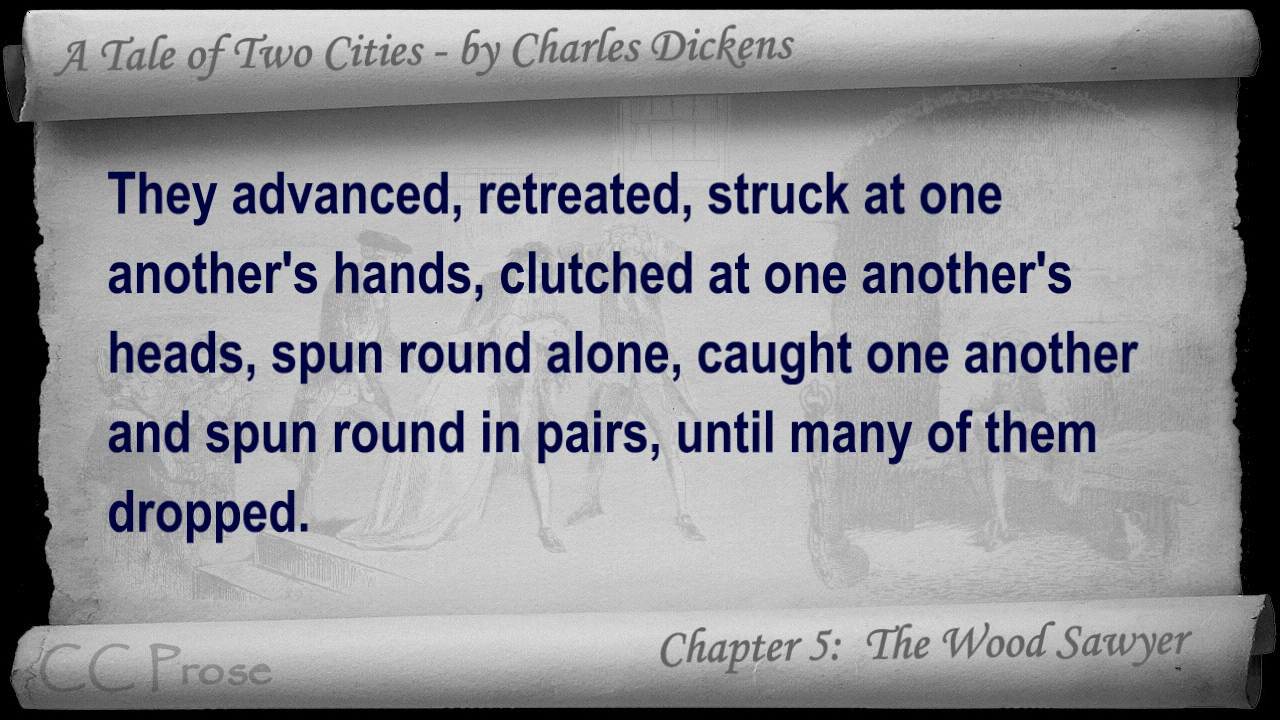 A Tale of Two Cities - by Charles Dickens
They advanced, retreated, struck at one
another's hands, clutched at one another's
heads, spun round alone, caught one another
and spun round in pairs, until many of them
dropped.
Chapter 5: The Wood Sawyer
CC Prose